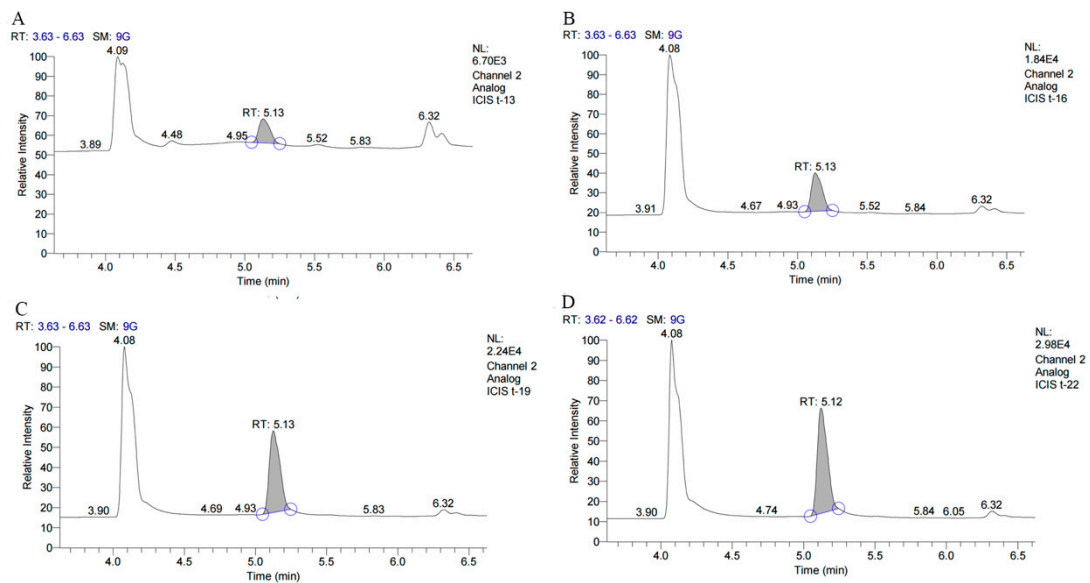 A
RT: 3.63 - 6.63 SM: 9G
NL:
6.70E3
Channel 2
Analog
ICIS t-13
4.09
RT: 5.13
6.32
3.89
4.48
4.95
5.52
5.83
100
90
80
70
60
50
40
30
20
10
0
Relative Intensity
4.0 4.5 5.0 5.5 6.0 6.5
Time (min)
B
RT: 3.63 - 6.63 SM: 9G
NL:
1.84E4
Channel 2
Analog
ICIS t-16
4.08
RT: 5.13
3.91
4.67
4.93
5.52
5.84
6.32
100
90
80
70
60
50
40
30
20
10
0
Relative Intensity
4.0 4.5 5.0 5.5 6.0 6.5
Time (min)
C
RT: 3.63 - 6.63 SM: 9G
NL:
2.24E4
Channel 2
Analog
ICIS t-19
4.08
RT: 5.13
3.90
4.69
4.93
5.83
6.32
100
90
80
70
60
50
40
30
20
10
0
Relative Intensity
4.0 4.5 5.0 5.5 6.0 6.5
Time (min)
D
RT: 3.62 - 6.62 SM: 9G
NL:
2.98E4
Channel 2
Analog
ICIS t-22
4.08
RT: 5.12
3.90
4.74
5.84
6.05
6.32
100
90
80
70
60
50
40
30
20
10
0
Relative Intensity
4.0 4.5 5.0 5.5 6.0 6.5
Time (min)